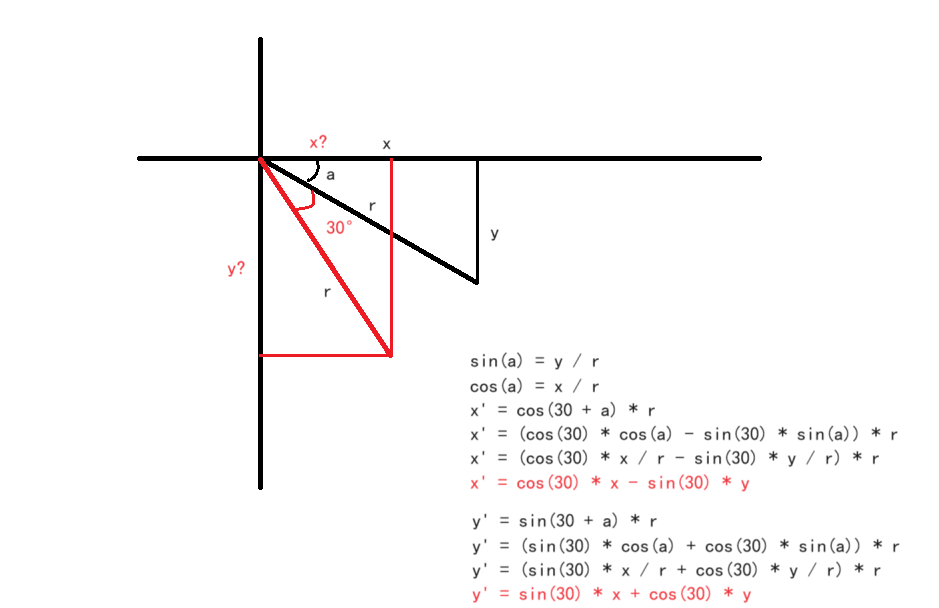 x?
x
a
r
30°
y
y?
r
sin(a) = y / r
cos(a) = x / r
x' = cos(30 + a) * r
x' = (cos(30) * cos(a) - sin(30) * sin(a)) * r
x' = (cos(30) * x / r - sin(30) * y / r) * r
x' = cos(30) * x - sin(30) * y
y' = sin(30 + a) * r
y' = (sin(30) * cos(a) + cos(30) * sin(a)) * r
y' = (sin(30) * x / r + cos(30) * y / r) * r
y' = sin(30) * x + cos(30) * y